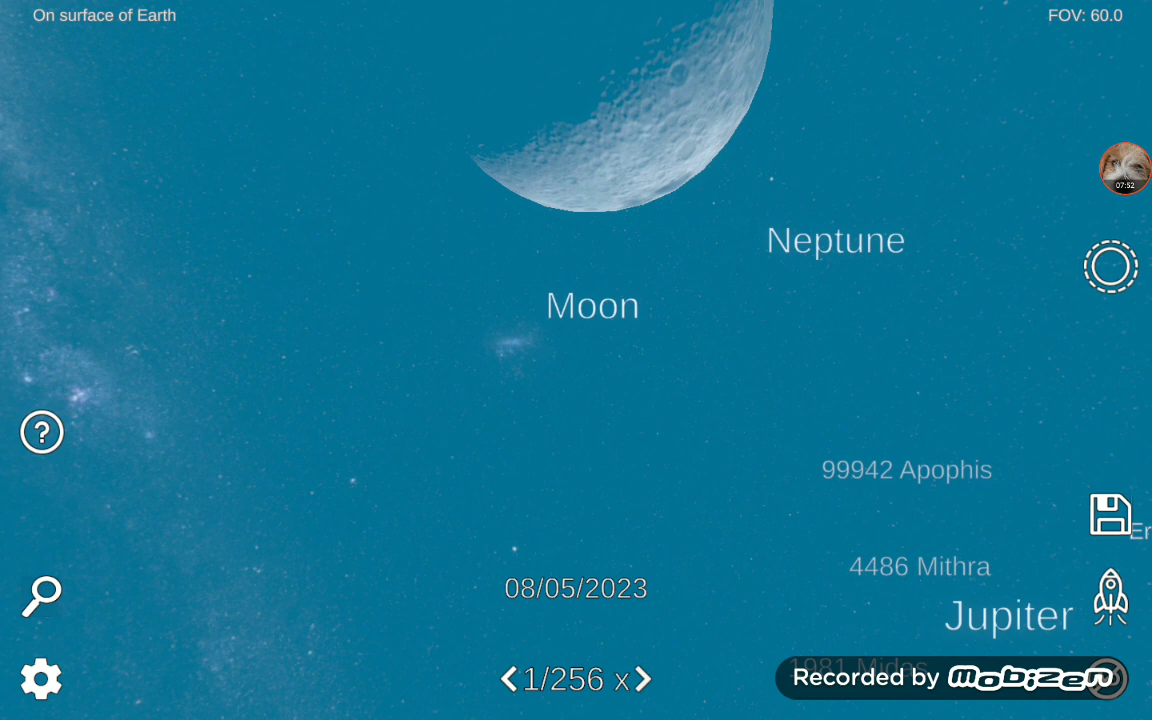 On surface of Earth
FOV: 60.0
07:52
Neptune
Moon
?
99942 Apophis
Er
4486 Mithra
08/05/2023
Jupiter
1981 Midas
1/256 x
Recorded by mobizen